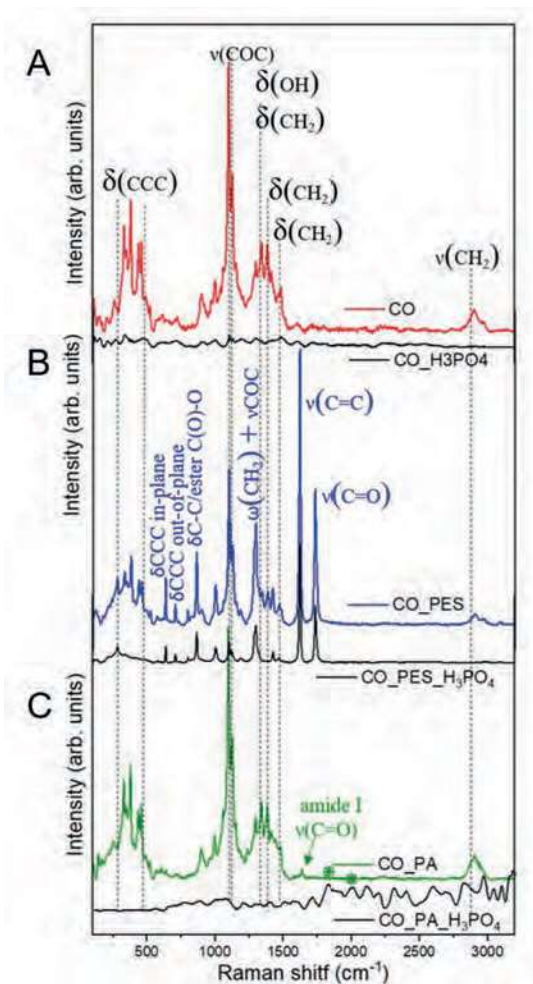 A
Intensity (arb. units)
ν(COC)
δ(OH)
δ(CH₂)
δ(CCC)
δ(CH₂)
δ(CH₂)
ν(CH₂)
CO
CO_H3PO4
B
Intensity (arb. units)
δCCC in-plane
δCCC out-of-plane
δC-C/ester C(O)-O
ω(CH₂) + νCOC
ν(C=C)
ν(C=O)
CO_PES
CO_PES_H₃PO₄
C
Intensity (arb. units)
amide I
ν(C=O)
CO_PA
CO_PA_H₃PO₄
500 1000 1500 2000 2500 3000
Raman shitf (cm⁻¹)